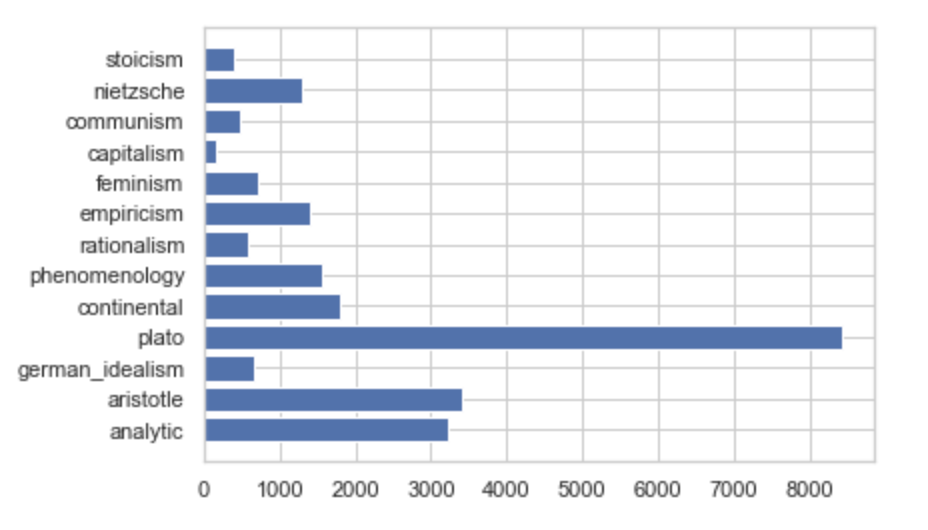 stoicism
nietzsche
communism
capitalism
feminism
empiricism
rationalism
phenomenology
continental
plato
german_idealism
aristotle
analytic
0 1000 2000 3000 4000 5000 6000 7000 8000